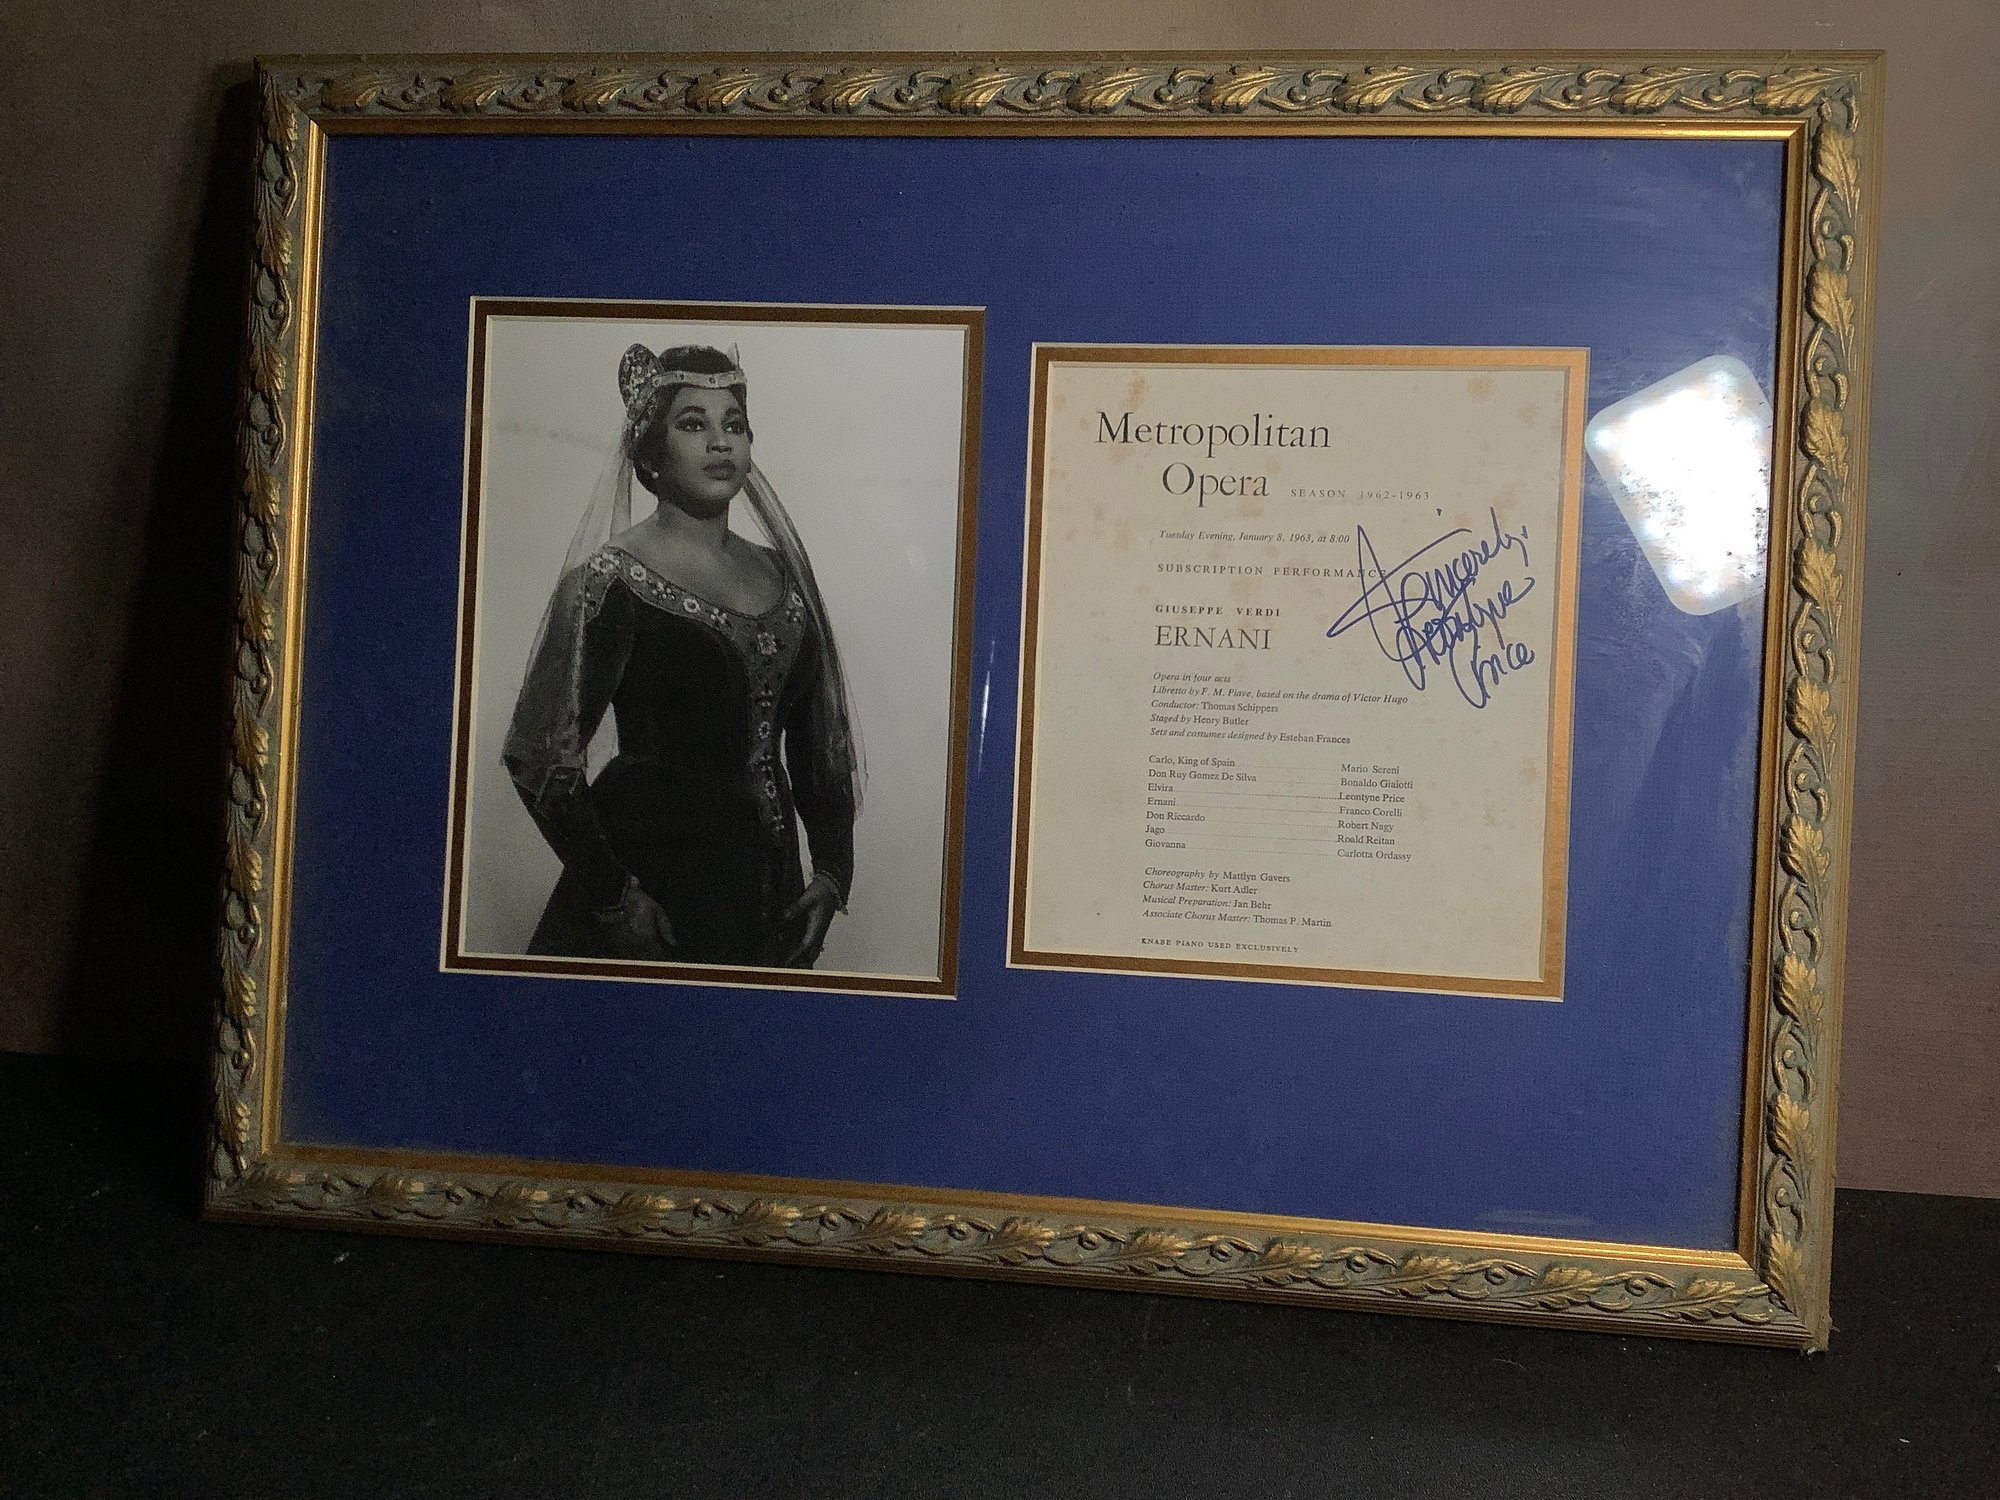 Metropolitan
Opera SEASON 1962-1963
Tuesday Evening, January 8, 1963, at 8:00
SUBSCRIPTION PERFORMANCE
Sincerely,
Leontyne
Price
GIUSEPPE VERDI
ERNANI
Opera in four acts
Libretto by F. M. Piave, based on the drama of Victor Hugo
Conductor: Thomas Schippers
Staged by Henry Butler
Sets and costumes designed by Esteban Frances
Carlo, King of Spain Mario Sereni
Don Ruy Gomez De Silva Bonaldo Giaiotti
Elvira Leontyne Price
Ernani Franco Corelli
Don Riccardo Robert Nagy
Jago Roald Reitan
Giovanna Carlotta Ordassy
Choreography by Mattlyn Gavers
Chorus Master: Kurt Adler
Musical Preparation: Jan Behr
Associate Chorus Master: Thomas P. Martin
KNABE PIANO USED EXCLUSIVELY